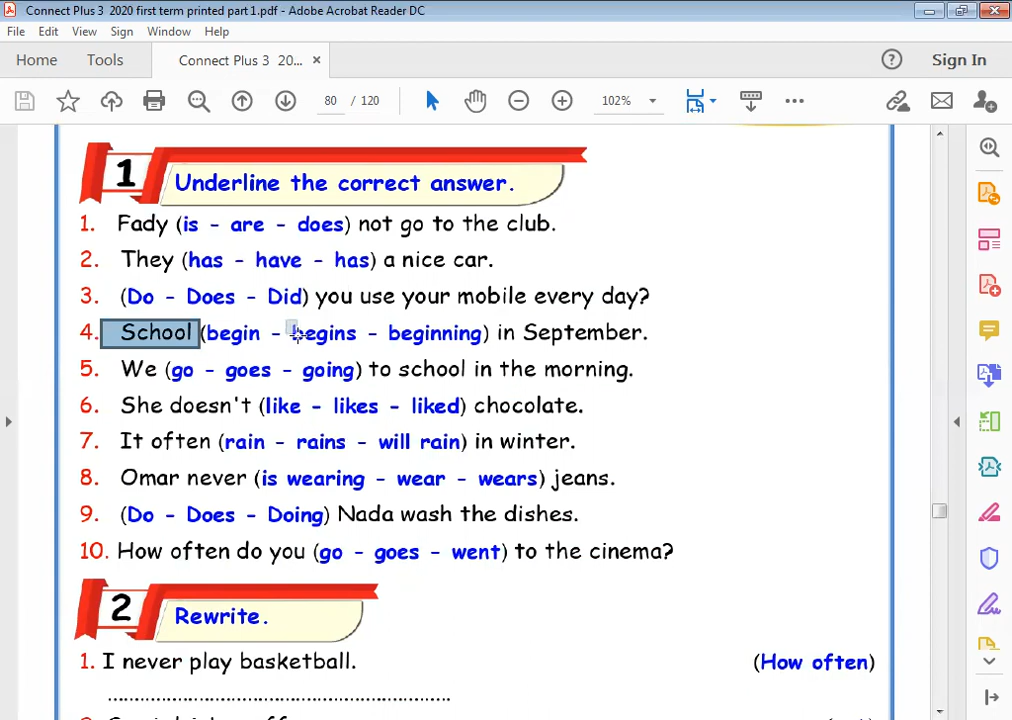 Connect Plus 3 2020 first term printed part 1.pdf - Adobe Acrobat Reader DC
File Edit View Sign Window Help
Home Tools Connect Plus 3 20... × Sign In
80 / 120 102%
1 Underline the correct answer.
1. Fady (is - are - does) not go to the club.
2. They (has - have - has) a nice car.
3. (Do - Does - Did) you use your mobile every day?
4. School (begin - begins - beginning) in September.
5. We (go - goes - going) to school in the morning.
6. She doesn't (like - likes - liked) chocolate.
7. It often (rain - rains - will rain) in winter.
8. Omar never (is wearing - wear - wears) jeans.
9. (Do - Does - Doing) Nada wash the dishes.
10. How often do you (go - goes - went) to the cinema?
2 Rewrite.
1. I never play basketball. (How often)